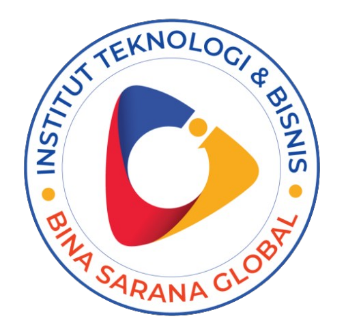 INSTITUT TEKNOLOGI & BISNIS
BINA SARANA GLOBAL